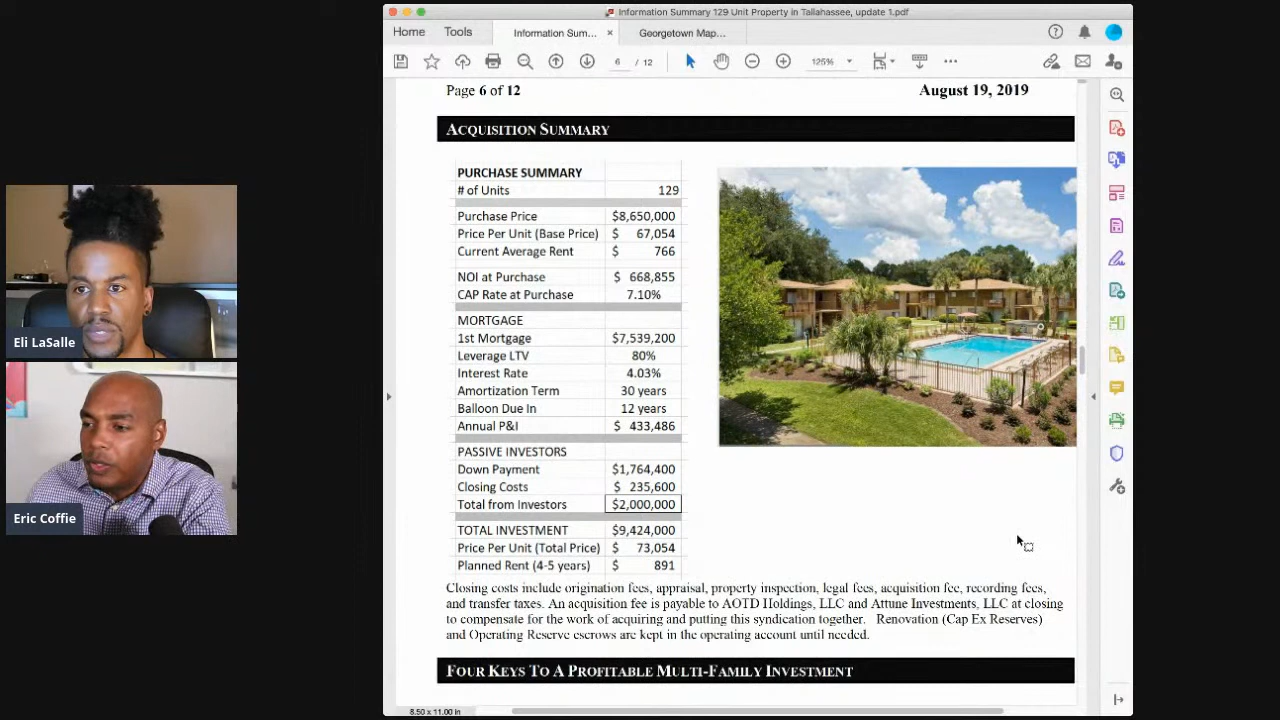 Information Summary 129 Unit Property in Tallahassee, update 1.pdf
Home
Tools
Information Sum...
Georgetown Map...
6 / 12
125%
Page 6 of 12
August 19, 2019
ACQUISITION SUMMARY
PURCHASE SUMMARY
# of Units 129
Purchase Price $8,650,000
Price Per Unit (Base Price) $ 67,054
Current Average Rent $ 766
NOI at Purchase $ 668,855
CAP Rate at Purchase 7.10%
MORTGAGE
1st Mortgage $7,539,200
Leverage LTV 80%
Interest Rate 4.03%
Amortization Term 30 years
Balloon Due In 12 years
Annual P&I $ 433,486
PASSIVE INVESTORS
Down Payment $1,764,400
Closing Costs $ 235,600
Total from Investors $2,000,000
TOTAL INVESTMENT $9,424,000
Price Per Unit (Total Price) $ 73,054
Planned Rent (4-5 years) $ 891
Closing costs include origination fees, appraisal, property inspection, legal fees, acquisition fee, recording fees,
and transfer taxes. An acquisition fee is payable to AOTD Holdings, LLC and Attune Investments, LLC at closing
to compensate for the work of acquiring and putting this syndication together. Renovation (Cap Ex Reserves)
and Operating Reserve escrows are kept in the operating account until needed.
FOUR KEYS TO A PROFITABLE MULTI-FAMILY INVESTMENT
8.50 x 11.00 in
Eli LaSalle
Eric Coffie